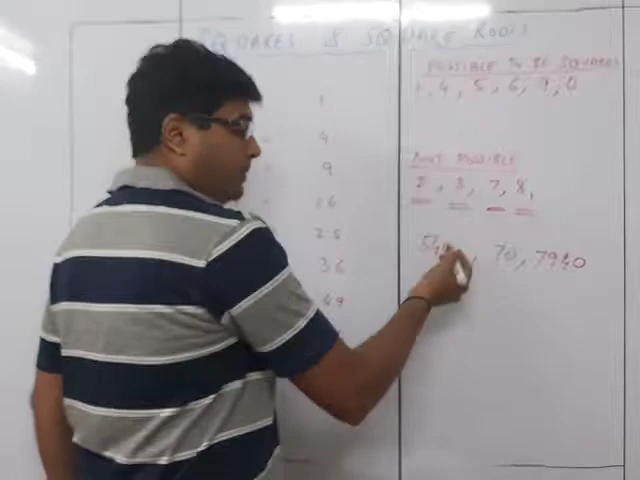 SQUARES & SQUARE ROOTS
1
4
9
16
25
36
49
POSSIBLE TO BE SQUARES
1, 4, 5, 6, 9, 0
NOT POSSIBLE
2, 3, 7, 8,
70, 7940